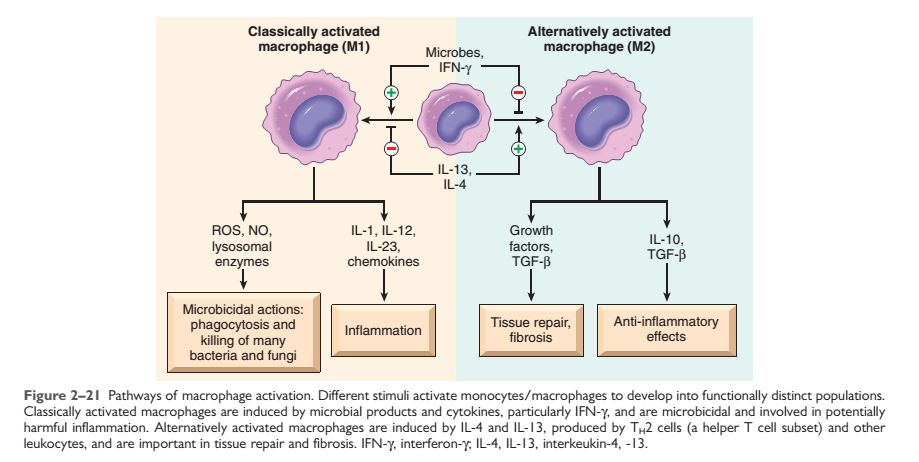 Classically activated
macrophage (M1)
Alternatively activated
macrophage (M2)
Microbes,
IFN-γ
+
−
−
+
IL-13,
IL-4
ROS, NO,
lysosomal
enzymes
IL-1, IL-12,
IL-23,
chemokines
Growth
factors,
TGF-β
IL-10,
TGF-β
Microbicidal actions:
phagocytosis and
killing of many
bacteria and fungi
Inflammation
Tissue repair,
fibrosis
Anti-inflammatory
effects
Figure 2–21 Pathways of macrophage activation. Different stimuli activate monocytes/macrophages to develop into functionally distinct populations.
Classically activated macrophages are induced by microbial products and cytokines, particularly IFN-γ, and are microbicidal and involved in potentially
harmful inflammation. Alternatively activated macrophages are induced by IL-4 and IL-13, produced by TH2 cells (a helper T cell subset) and other
leukocytes, and are important in tissue repair and fibrosis. IFN-γ, interferon-γ; IL-4, IL-13, interkeukin-4, -13.